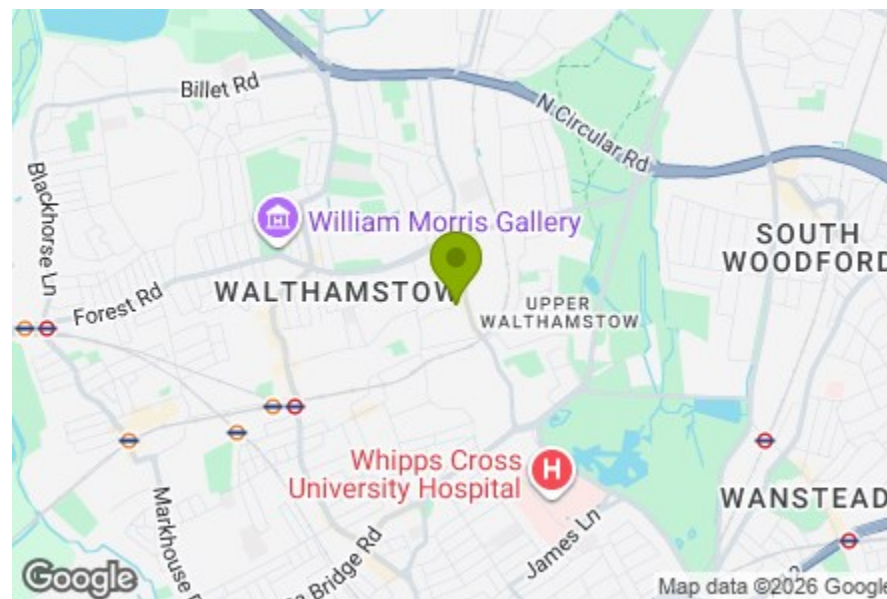 Billet Rd
N Circular Rd
Blackhorse Ln
William Morris Gallery
SOUTH
WOODFORD
Forest Rd
WALTHAMSTOW
UPPER
WALTHAMSTOW
Whipps Cross
University Hospital
H
WANSTEAD
Markhouse
Bridge Rd
James Ln
Google
Map data ©2026 Google